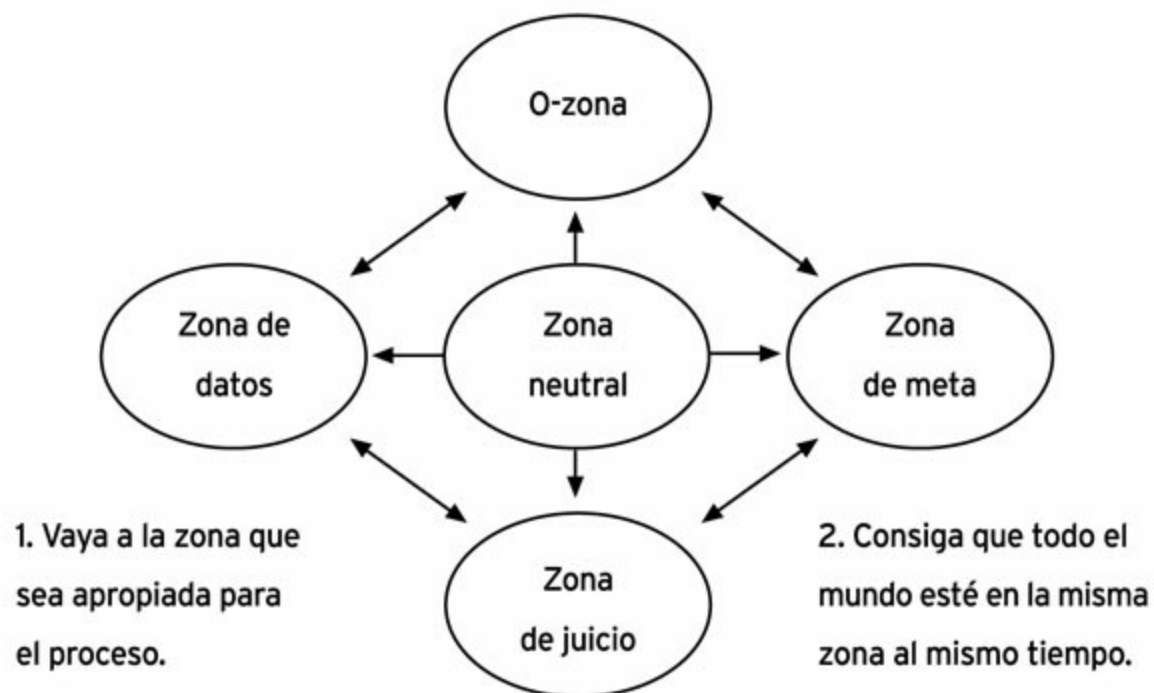 O-zona
Zona de
datos
Zona
neutral
Zona
de meta
Zona
de juicio
1. Vaya a la zona que
sea apropiada para
el proceso.
2. Consiga que todo el
mundo esté en la misma
zona al mismo tiempo.